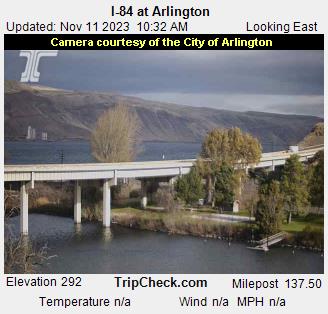 I-84 at Arlington
Updated: Nov 11 2023 10:32 AM Looking East
Camera courtesy of the City of Arlington
Elevation 292 TripCheck.com Milepost 137.50
Temperature n/a Wind n/a MPH n/a